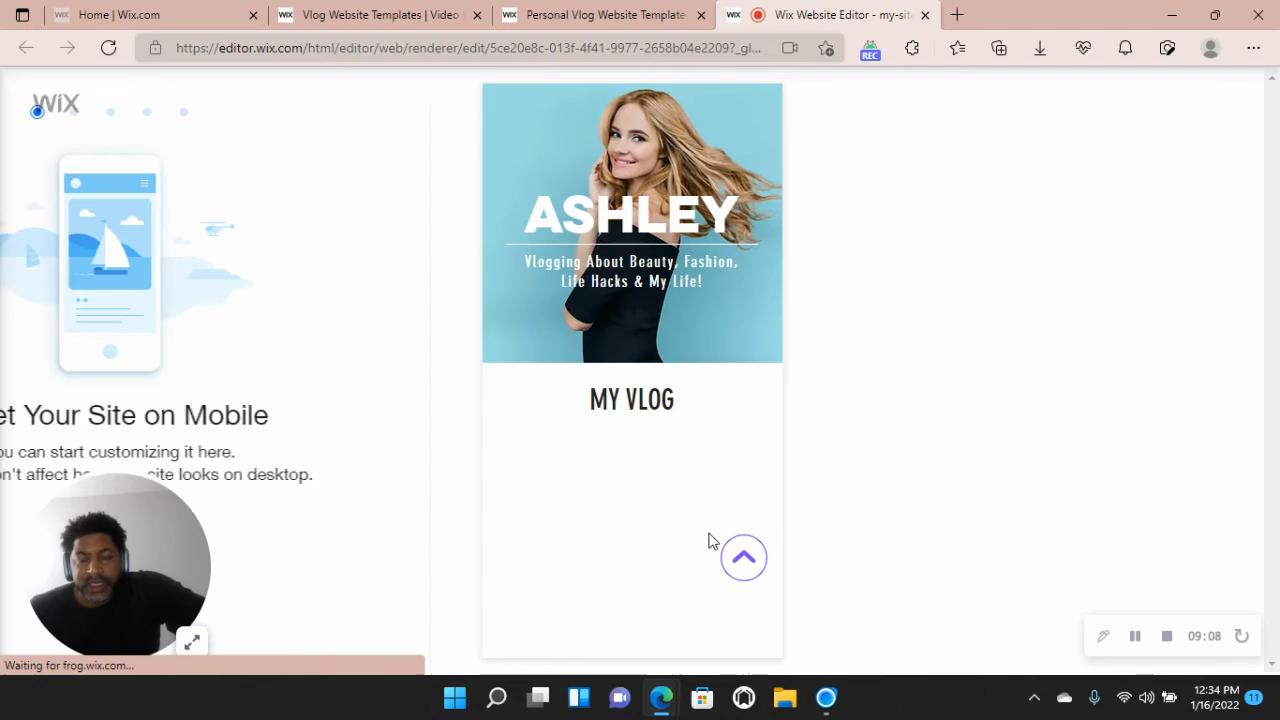 Home | Wix.com
Vlog Website Templates | Video
Personal Vlog Website Template
Wix Website Editor - my-sit
https://editor.wix.com/html/editor/web/renderer/edit/5ce20e8c-013f-4f41-9977-2658b04e2209?_gl...
REC
WiX
ASHLEY
Vlogging About Beauty, Fashion,
Life Hacks & My Life!
MY VLOG
et Your Site on Mobile
ou can start customizing it here.
on't affect how site looks on desktop.
Waiting for frog.wix.com...
09:08
12:34 PM
1/16/2022
11